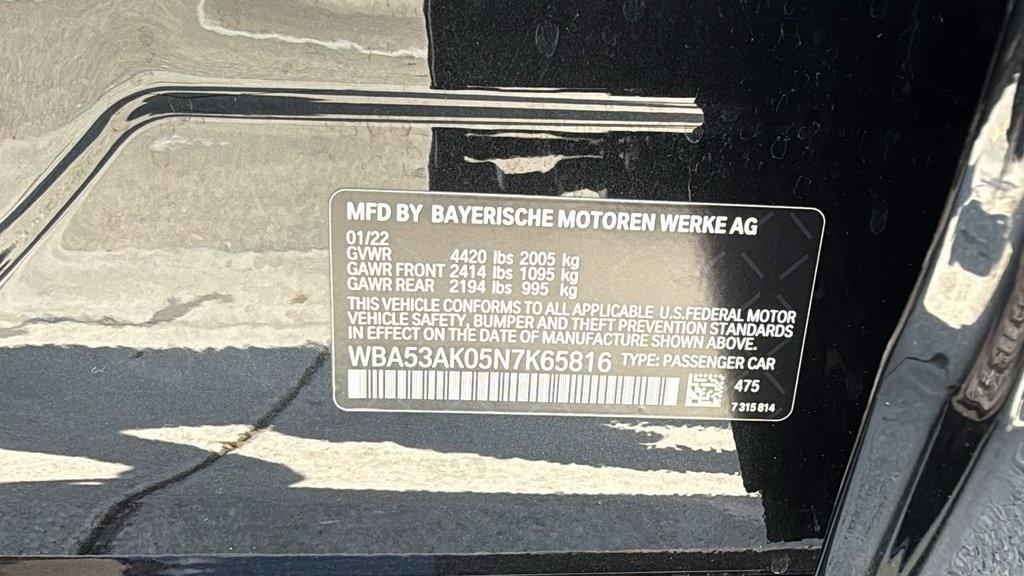 MFD BY BAYERISCHE MOTOREN WERKE AG
01/22
GVWR 4420 lbs 2005 kg
GAWR FRONT 2414 lbs 1095 kg
GAWR REAR 2194 lbs 995 kg
THIS VEHICLE CONFORMS TO ALL APPLICABLE U.S.FEDERAL MOTOR
VEHICLE SAFETY, BUMPER AND THEFT PREVENTION STANDARDS
IN EFFECT ON THE DATE OF MANUFACTURE SHOWN ABOVE.
WBA53AK05N7K65816 TYPE: PASSENGER CAR
475
7 315 814